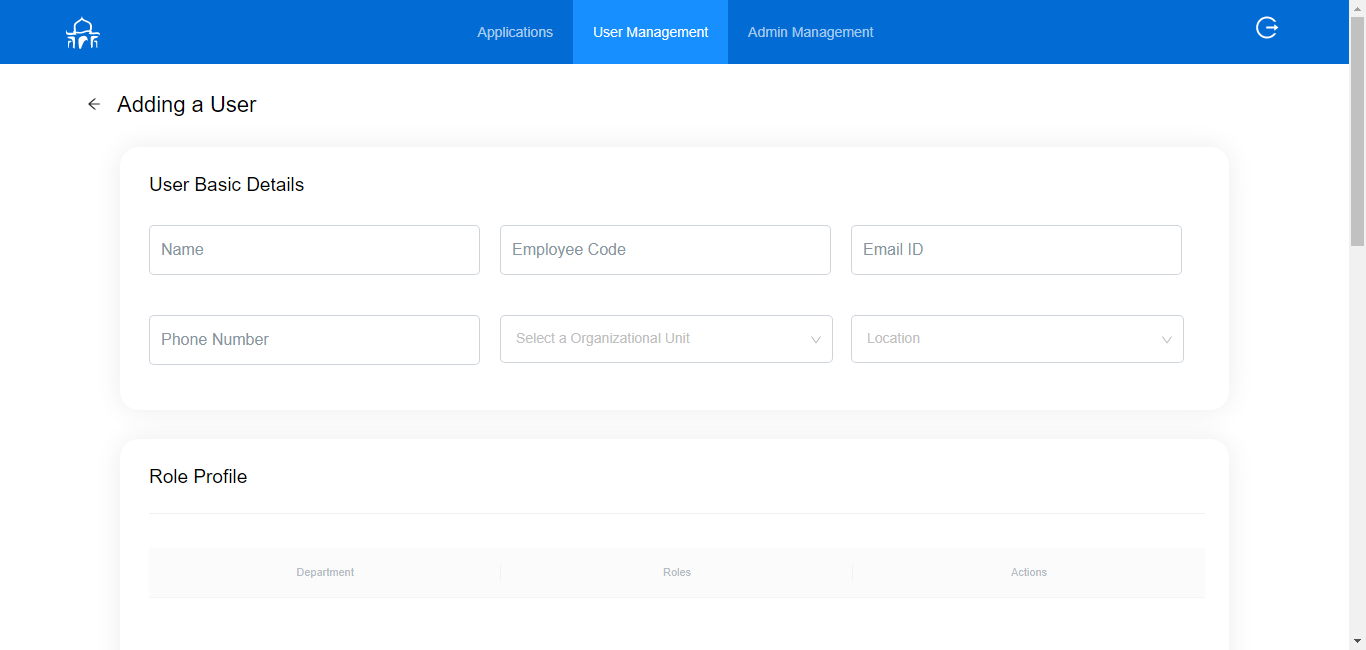 Applications User Management Admin Management
Adding a User
User Basic Details
Name Employee Code Email ID
Phone Number Select a Organizational Unit Location
Role Profile
Department Roles Actions